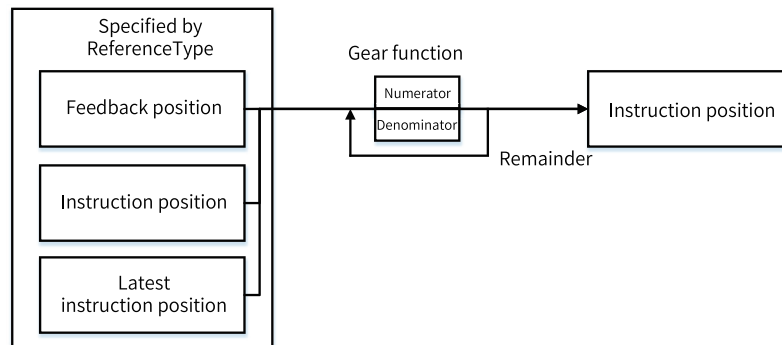 Specified by
ReferenceType
Feedback position
Instruction position
Latest
instruction position
Gear function
Numerator
Denominator
Remainder
Instruction position